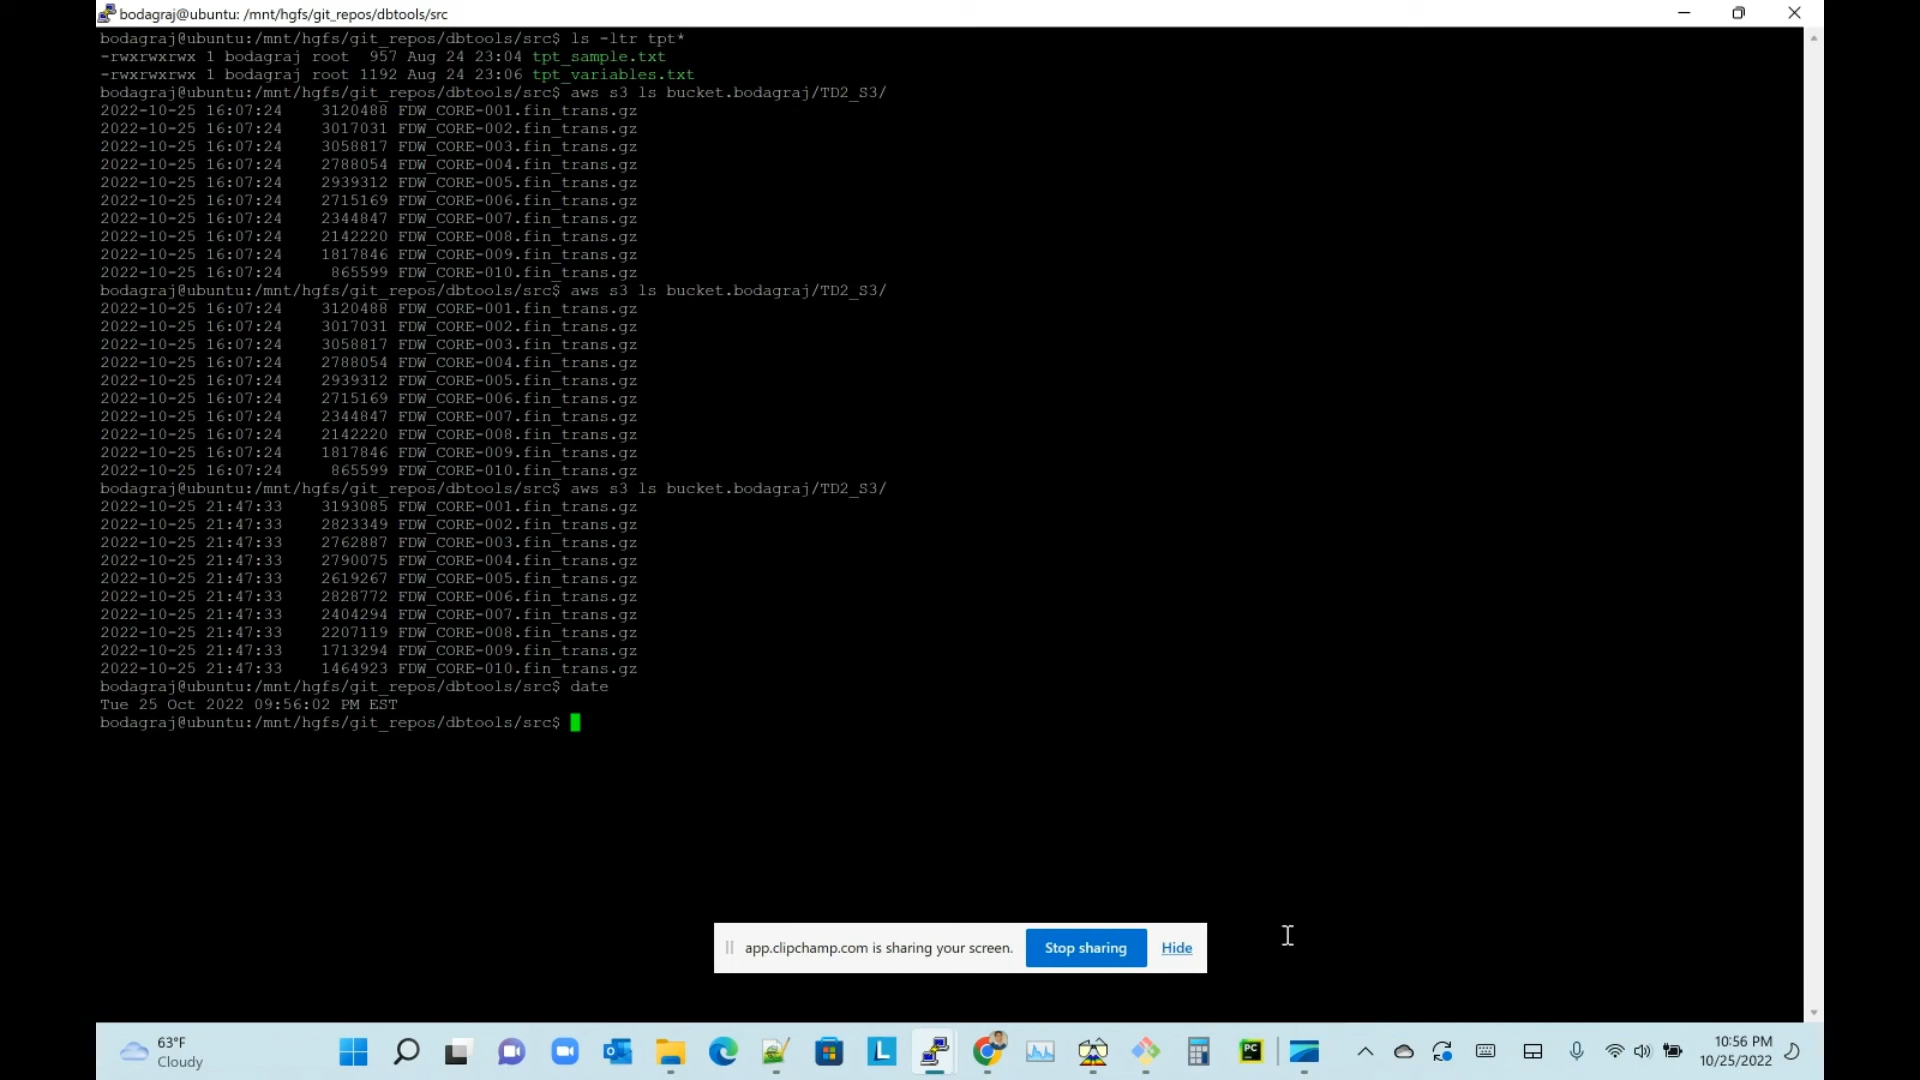 bodagraj@ubuntu: /mnt/hgfs/git_repos/dbtools/src
bodagraj@ubuntu:/mnt/hgfs/git_repos/dbtools/src$ ls -ltr tpt*
-rwxrwxrwx 1 bodagraj root  957 Aug 24 23:04 tpt_sample.txt
-rwxrwxrwx 1 bodagraj root 1192 Aug 24 23:06 tpt_variables.txt
bodagraj@ubuntu:/mnt/hgfs/git_repos/dbtools/src$ aws s3 ls bucket.bodagraj/TD2_S3/
2022-10-25 16:07:24    3120488 FDW_CORE-001.fin_trans.gz
2022-10-25 16:07:24    3017031 FDW_CORE-002.fin_trans.gz
2022-10-25 16:07:24    3058817 FDW_CORE-003.fin_trans.gz
2022-10-25 16:07:24    2788054 FDW_CORE-004.fin_trans.gz
2022-10-25 16:07:24    2939312 FDW_CORE-005.fin_trans.gz
2022-10-25 16:07:24    2715169 FDW_CORE-006.fin_trans.gz
2022-10-25 16:07:24    2344847 FDW_CORE-007.fin_trans.gz
2022-10-25 16:07:24    2142220 FDW_CORE-008.fin_trans.gz
2022-10-25 16:07:24    1817846 FDW_CORE-009.fin_trans.gz
2022-10-25 16:07:24     865599 FDW_CORE-010.fin_trans.gz
bodagraj@ubuntu:/mnt/hgfs/git_repos/dbtools/src$ aws s3 ls bucket.bodagraj/TD2_S3/
2022-10-25 16:07:24    3120488 FDW_CORE-001.fin_trans.gz
2022-10-25 16:07:24    3017031 FDW_CORE-002.fin_trans.gz
2022-10-25 16:07:24    3058817 FDW_CORE-003.fin_trans.gz
2022-10-25 16:07:24    2788054 FDW_CORE-004.fin_trans.gz
2022-10-25 16:07:24    2939312 FDW_CORE-005.fin_trans.gz
2022-10-25 16:07:24    2715169 FDW_CORE-006.fin_trans.gz
2022-10-25 16:07:24    2344847 FDW_CORE-007.fin_trans.gz
2022-10-25 16:07:24    2142220 FDW_CORE-008.fin_trans.gz
2022-10-25 16:07:24    1817846 FDW_CORE-009.fin_trans.gz
2022-10-25 16:07:24     865599 FDW_CORE-010.fin_trans.gz
bodagraj@ubuntu:/mnt/hgfs/git_repos/dbtools/src$ aws s3 ls bucket.bodagraj/TD2_S3/
2022-10-25 21:47:33    3193085 FDW_CORE-001.fin_trans.gz
2022-10-25 21:47:33    2823349 FDW_CORE-002.fin_trans.gz
2022-10-25 21:47:33    2762887 FDW_CORE-003.fin_trans.gz
2022-10-25 21:47:33    2790075 FDW_CORE-004.fin_trans.gz
2022-10-25 21:47:33    2619267 FDW_CORE-005.fin_trans.gz
2022-10-25 21:47:33    2828772 FDW_CORE-006.fin_trans.gz
2022-10-25 21:47:33    2404294 FDW_CORE-007.fin_trans.gz
2022-10-25 21:47:33    2207119 FDW_CORE-008.fin_trans.gz
2022-10-25 21:47:33    1713294 FDW_CORE-009.fin_trans.gz
2022-10-25 21:47:33    1464923 FDW_CORE-010.fin_trans.gz
bodagraj@ubuntu:/mnt/hgfs/git_repos/dbtools/src$ date
Tue 25 Oct 2022 09:56:02 PM EST
bodagraj@ubuntu:/mnt/hgfs/git_repos/dbtools/src$
app.clipchamp.com is sharing your screen. Stop sharing Hide
63°F
Cloudy
L
PC
10:56 PM
10/25/2022